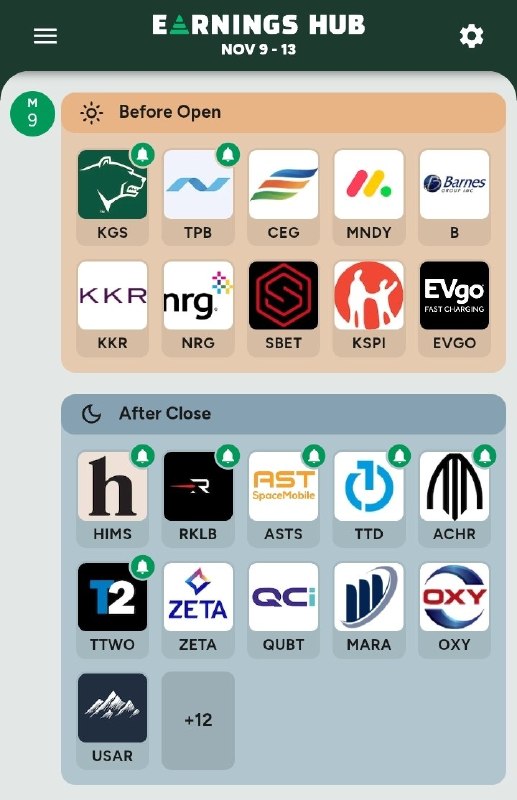 EARNINGS HUB
NOV 9 - 13
M
9
Before Open
Barnes
GROUP INC
KGS TPB CEG MNDY B
KKR
nrg
S
EVgo
FAST CHARGING
KKR NRG SBET KSPI EVGO
After Close
h
R
AST
SpaceMobile
HIMS RKLB ASTS TTD ACHR
T2
ZETA
QCi
OXY
TTWO ZETA QUBT MARA OXY
+12
USAR